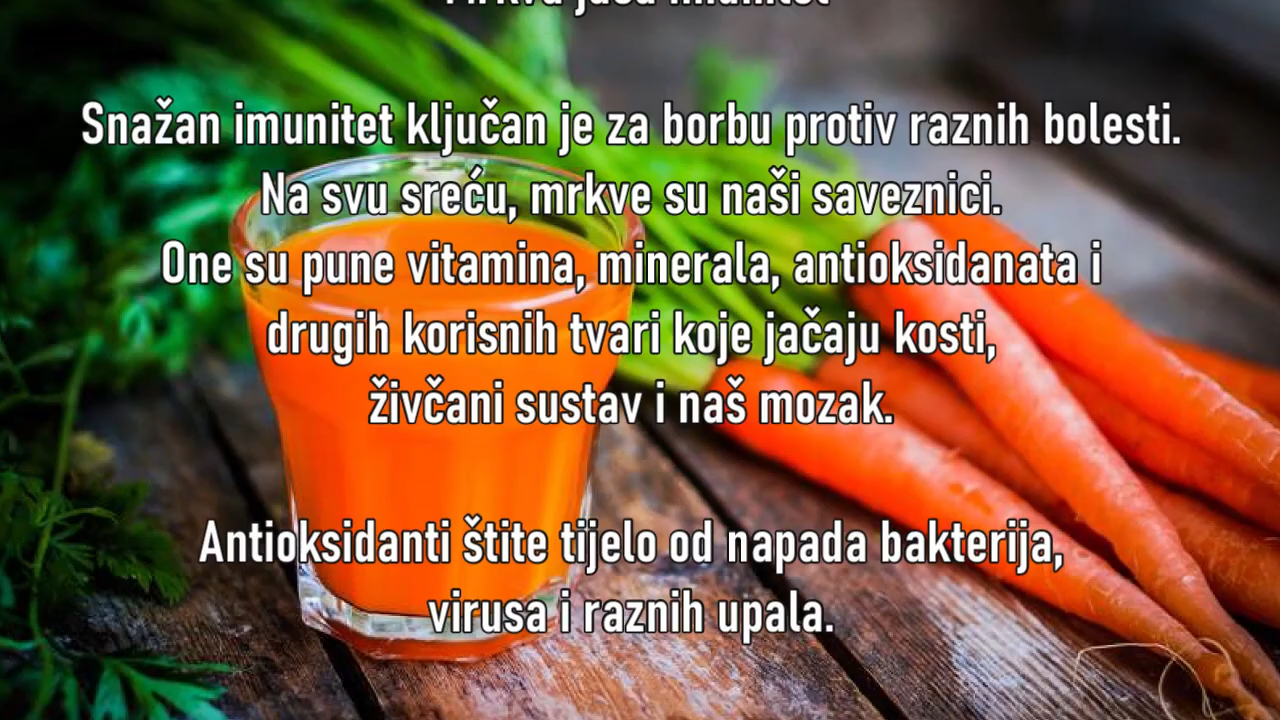 Snažan imunitet ključan je za borbu protiv raznih bolesti.
Na svu sreću, mrkve su naši saveznici.
One su pune vitamina, minerala, antioksidanata i
drugih korisnih tvari koje jačaju kosti,
živčani sustav i naš mozak.
Antioksidanti štite tijelo od napada bakterija,
virusa i raznih upala.